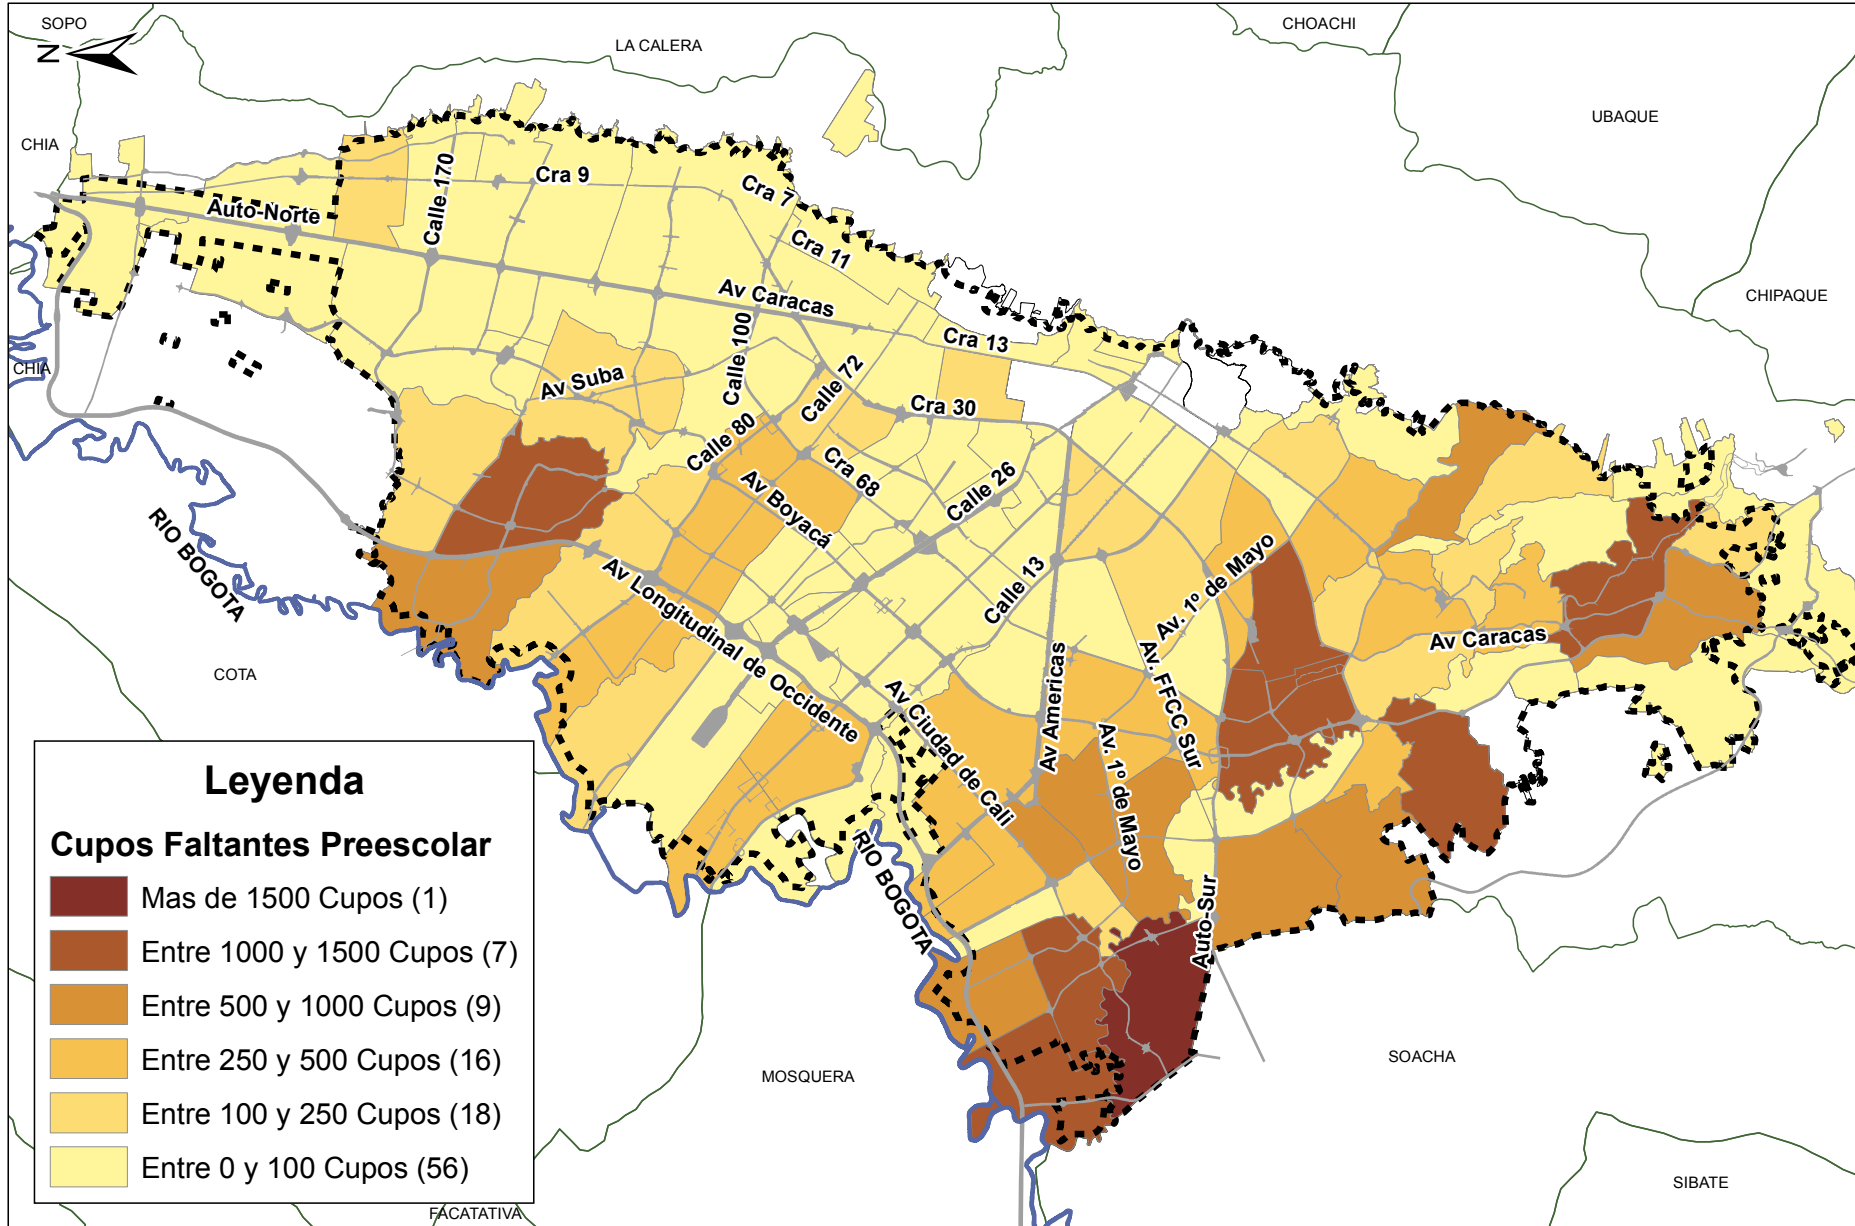 SOPO
N
LA CALERA
CHOACHI
UBAQUE
CHIA
CHIPAQUE
CHIA
Calle 170
Cra 9
Cra 7
Auto-Norte
Cra 11
Av Caracas
Cra 13
Calle 100
Calle 72
Av Suba
Cra 30
Calle 80
Cra 68
Av Boyacá
Calle 26
RIO BOGOTA
Av Longitudinal de Occidente
Calle 13
Av. 1º de Mayo
Av Caracas
COTA
Av Ciudad de Cali
Av Americas
Av. FFCC Sur
Av. 1º de Mayo
RIO BOGOTA
Auto-Sur
MOSQUERA
SOACHA
SIBATE
FACATATIVA
Leyenda
Cupos Faltantes Preescolar
Mas de 1500 Cupos (1)
Entre 1000 y 1500 Cupos (7)
Entre 500 y 1000 Cupos (9)
Entre 250 y 500 Cupos (16)
Entre 100 y 250 Cupos (18)
Entre 0 y 100 Cupos (56)